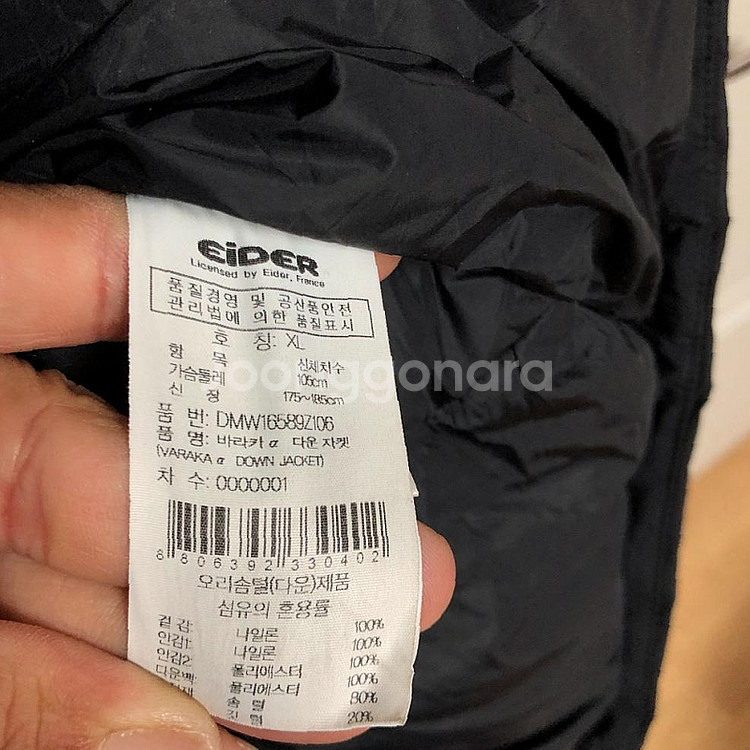 EiDER
Licensed by Eider, France
품질경영 및 공산품안전
관리법에 의한 품질표시
호 칭: XL
항 목 신체치수
가슴둘레 105cm
신 장 175~185cm
품 번: DMW16589Z106
품 명: 바라카 α 다운 자켓
(VARAKA α DOWN JACKET)
차 수: 0000001
8806392330402
오리솜털(다운)제품
섬유의 혼용률
겉감: 나일론 100%
안감1: 나일론 100%
안감2: 폴리에스터 100%
다운백: 폴리에스터 100%
솜털 80%
깃털 20%
joonggonara